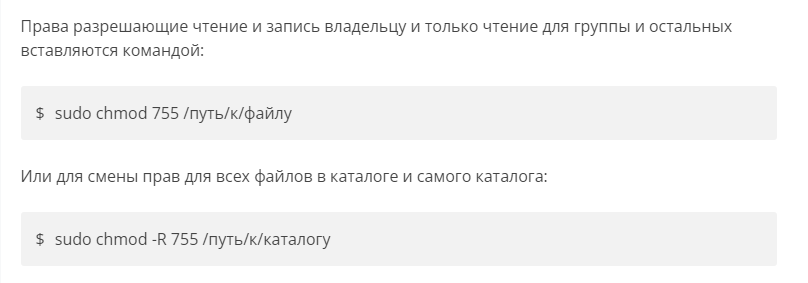 Права разрешающие чтение и запись владельцу и только чтение для группы и остальных
вставляются командой:
$ sudo chmod 755 /путь/к/файлу
Или для смены прав для всех файлов в каталоге и самого каталога:
$ sudo chmod -R 755 /путь/к/каталогу